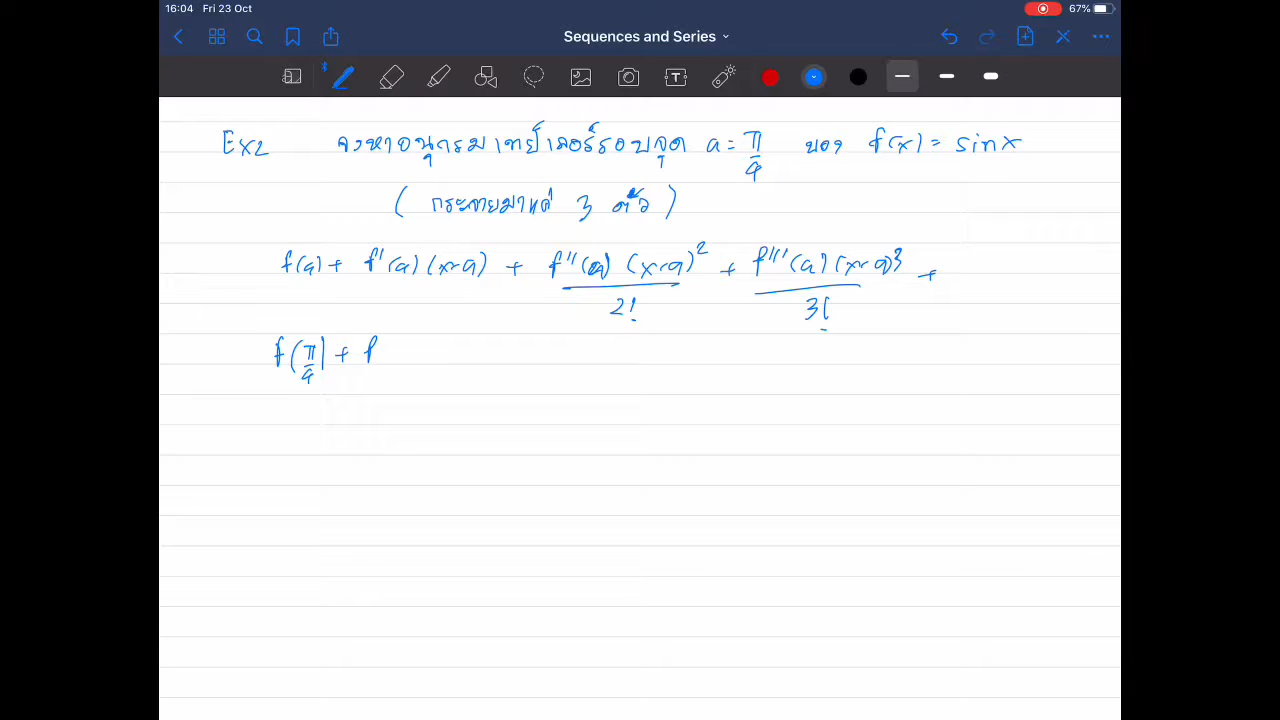 16:04 Fri 23 Oct 67%
Sequences and Series
Ex2 จงหาอนุกรมเทย์เลอร์รอบจุด a = π/4 ของ f(x) = sinx
( กระจายมาแค่ 3 ตัว )
f(a) + f'(a) (x-a) + f''(a) (x-a)^2/2! + f'''(a) (x-a)^3/3! +
f(π/4) + f